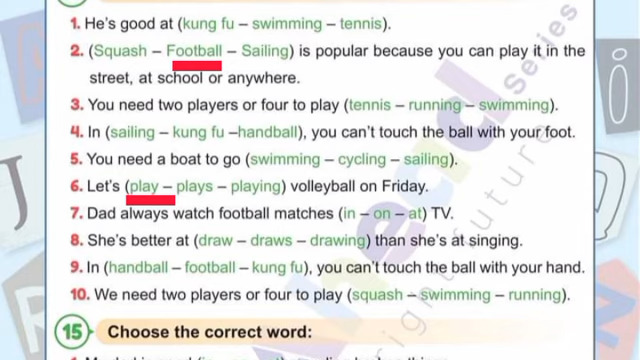 1. He's good at (kung fu – swimming – tennis).
2. (Squash – Football – Sailing) is popular because you can play it in the
street, at school or anywhere.
3. You need two players or four to play (tennis – running – swimming).
4. In (sailing – kung fu –handball), you can't touch the ball with your foot.
5. You need a boat to go (swimming – cycling – sailing).
6. Let's (play – plays – playing) volleyball on Friday.
7. Dad always watch football matches (in – on – at) TV.
8. She's better at (draw – draws – drawing) than she's at singing.
9. In (handball – football – kung fu), you can't touch the ball with your hand.
10. We need two players or four to play (squash – swimming – running).
15 Choose the correct word: